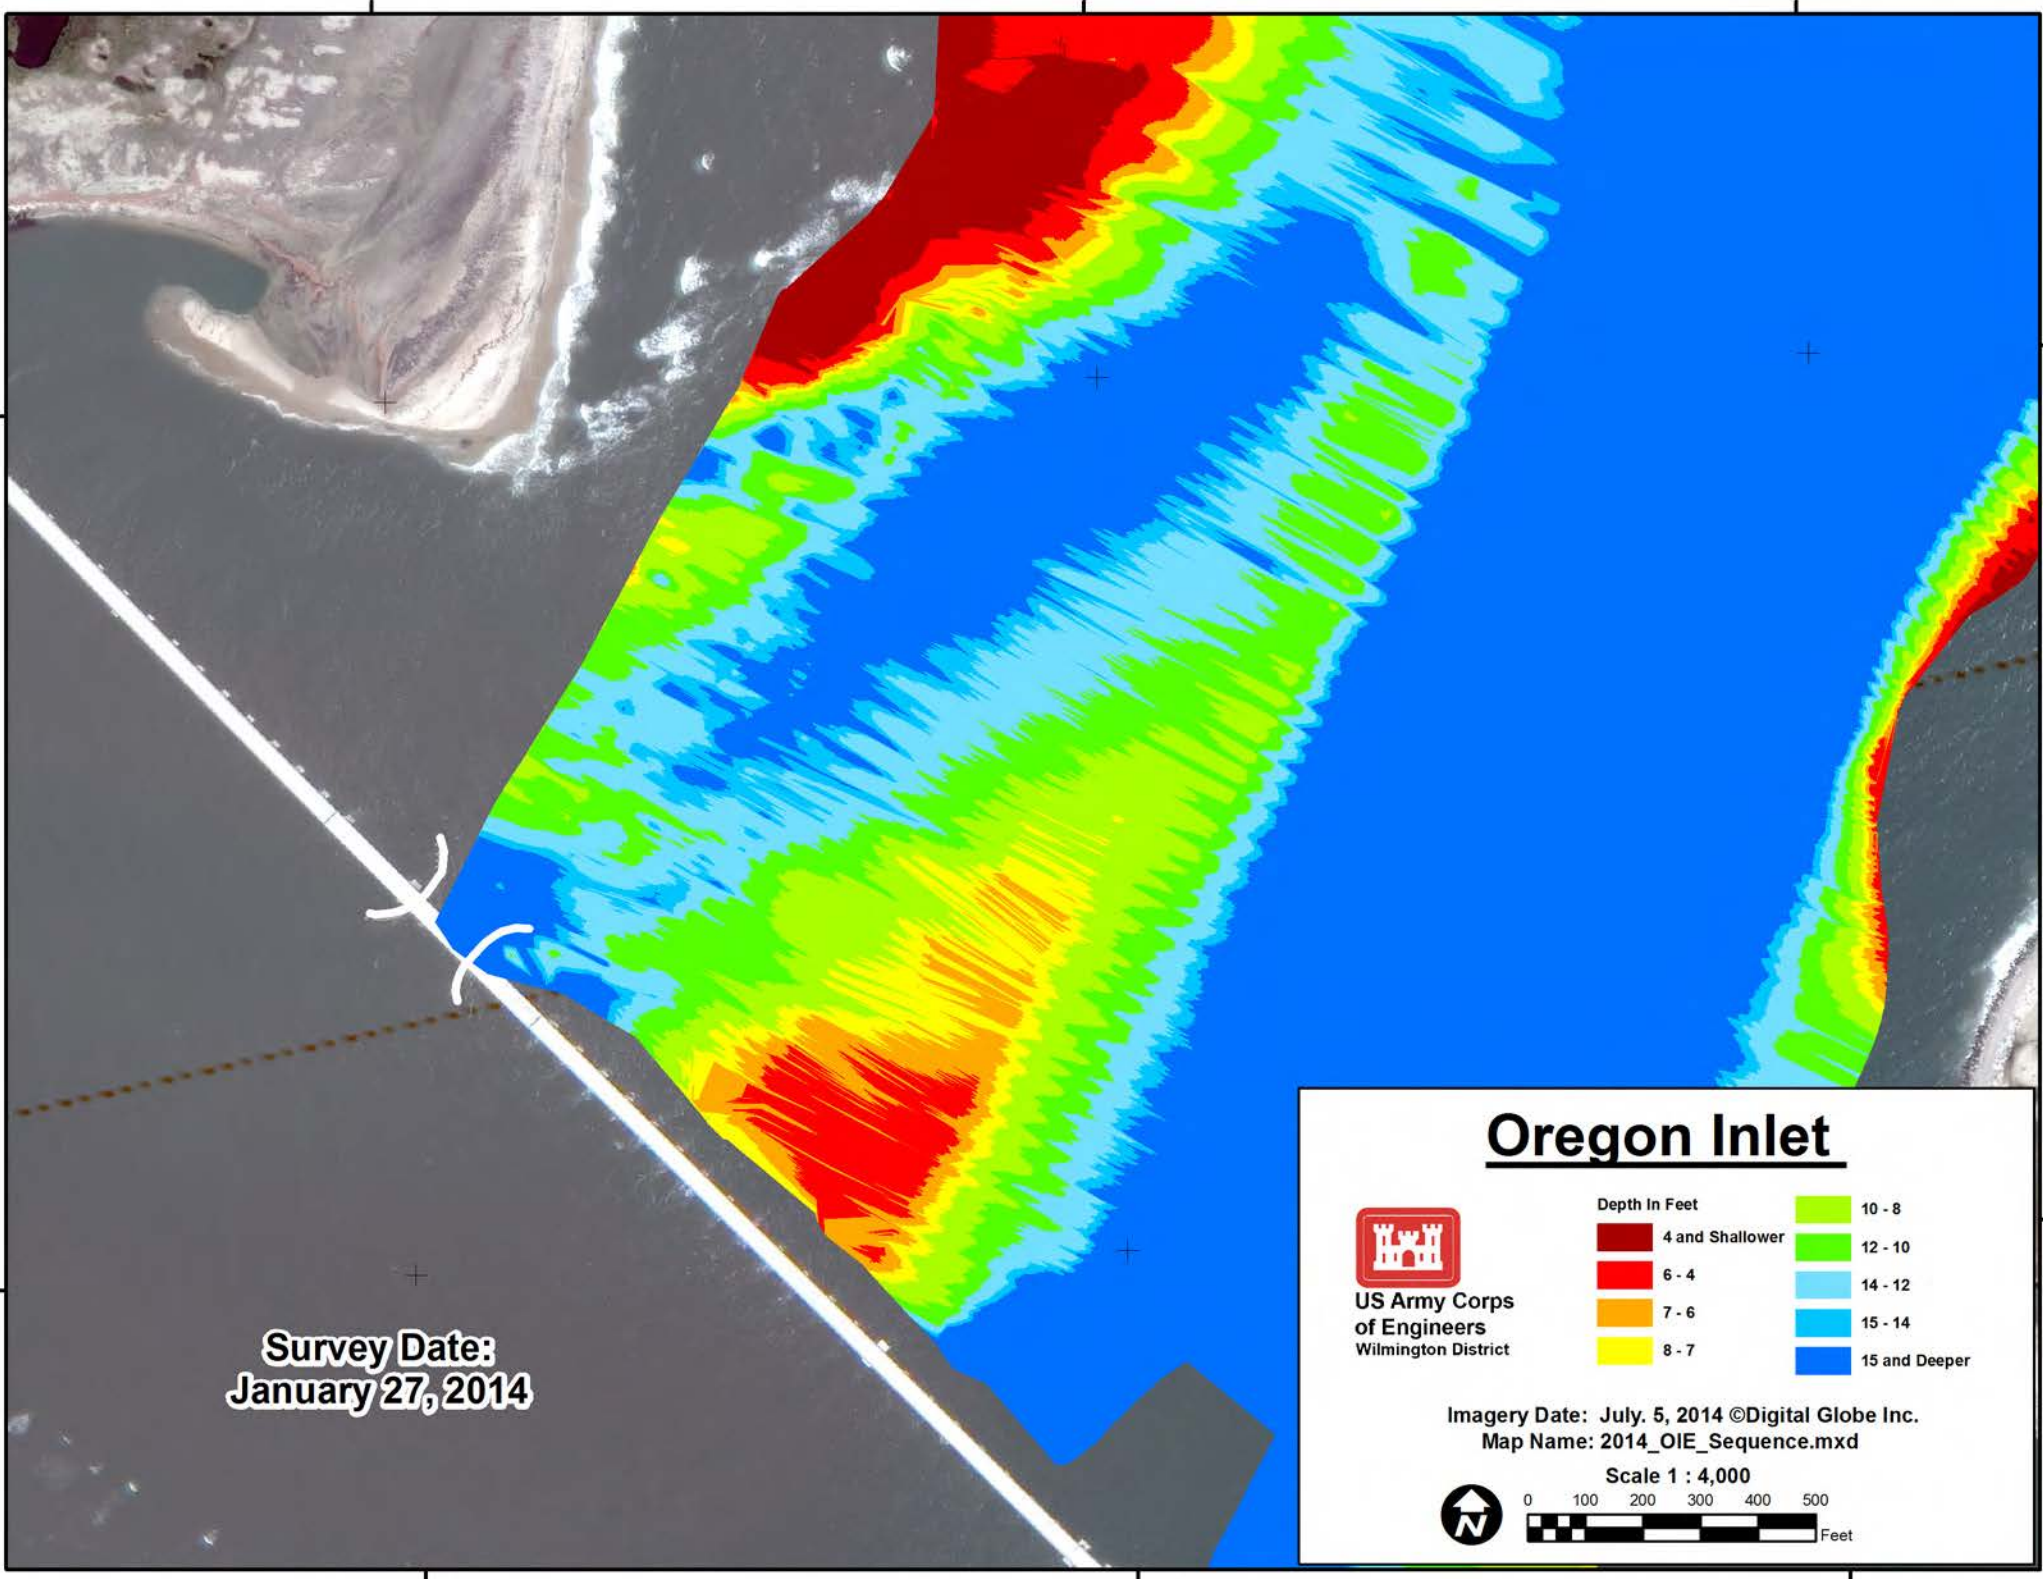 Survey Date:
January 27, 2014
Oregon Inlet
US Army Corps
of Engineers
Wilmington District
Depth In Feet
4 and Shallower
6 - 4
7 - 6
8 - 7
10 - 8
12 - 10
14 - 12
15 - 14
15 and Deeper
Imagery Date: July. 5, 2014 ©Digital Globe Inc.
Map Name: 2014_OIE_Sequence.mxd
Scale 1 : 4,000
N
0 100 200 300 400 500
Feet